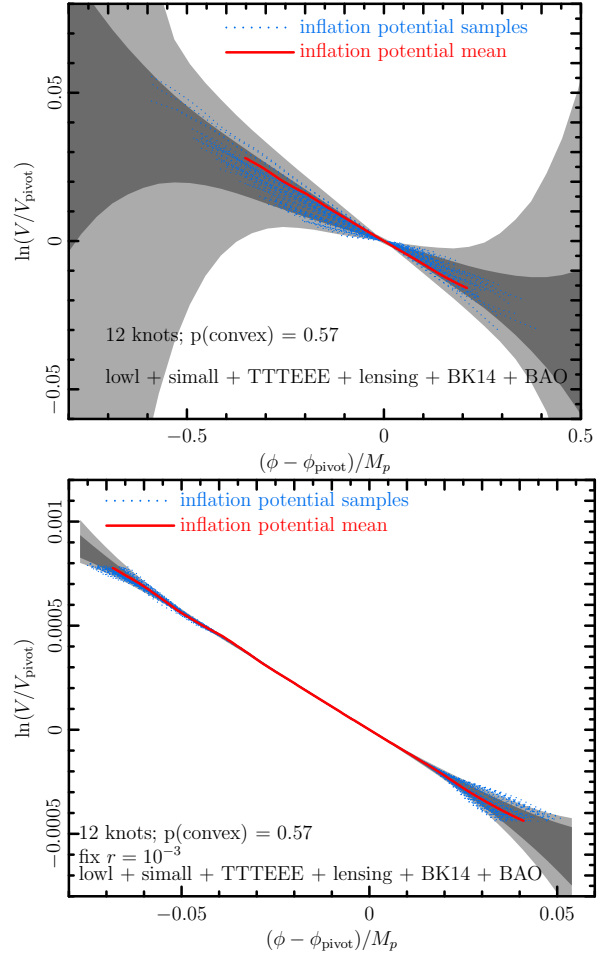 inflation potential samples
inflation potential mean
0.05
0
−0.05
ln(V/V_pivot)
12 knots; p(convex) = 0.57
lowl + simall + TTTEEE + lensing + BK14 + BAO
−0.5 0 0.5
(ϕ − ϕ_pivot)/M_p
inflation potential samples
inflation potential mean
0.001
0.0005
0
−0.0005
ln(V/V_pivot)
12 knots; p(convex) = 0.57
fix r = 10⁻³
lowl + simall + TTTEEE + lensing + BK14 + BAO
−0.05 0 0.05
(ϕ − ϕ_pivot)/M_p